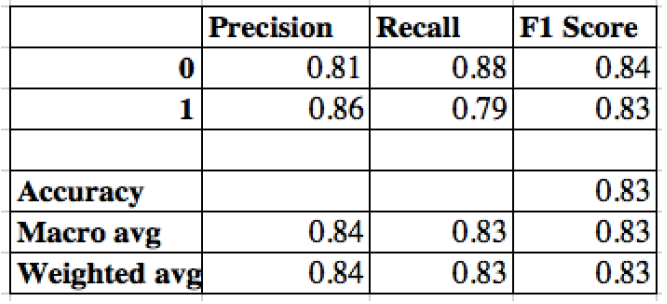 Precision Recall F1 Score
0 0.81 0.88 0.84
1 0.86 0.79 0.83
Accuracy 0.83
Macro avg 0.84 0.83 0.83
Weighted avg 0.84 0.83 0.83